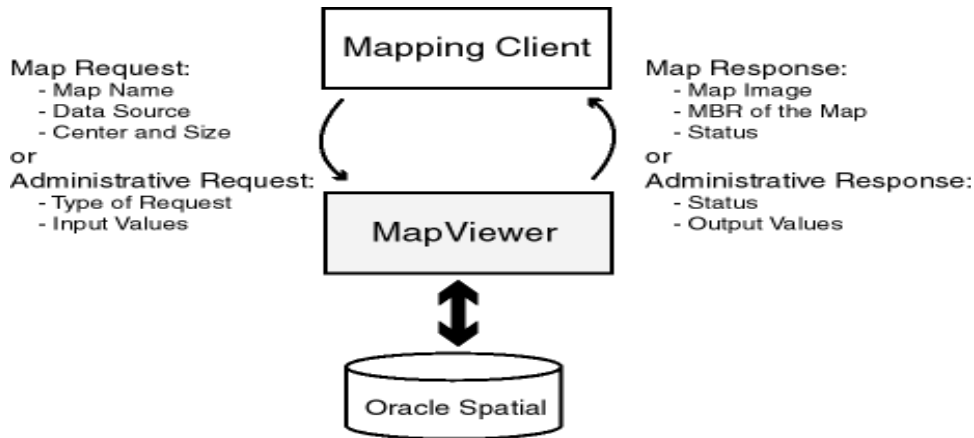 Mapping Client
Map Request:
- Map Name
- Data Source
- Center and Size
or
Administrative Request:
- Type of Request
- Input Values
Map Response:
- Map Image
- MBR of the Map
- Status
or
Administrative Response:
- Status
- Output Values
MapViewer
Oracle Spatial